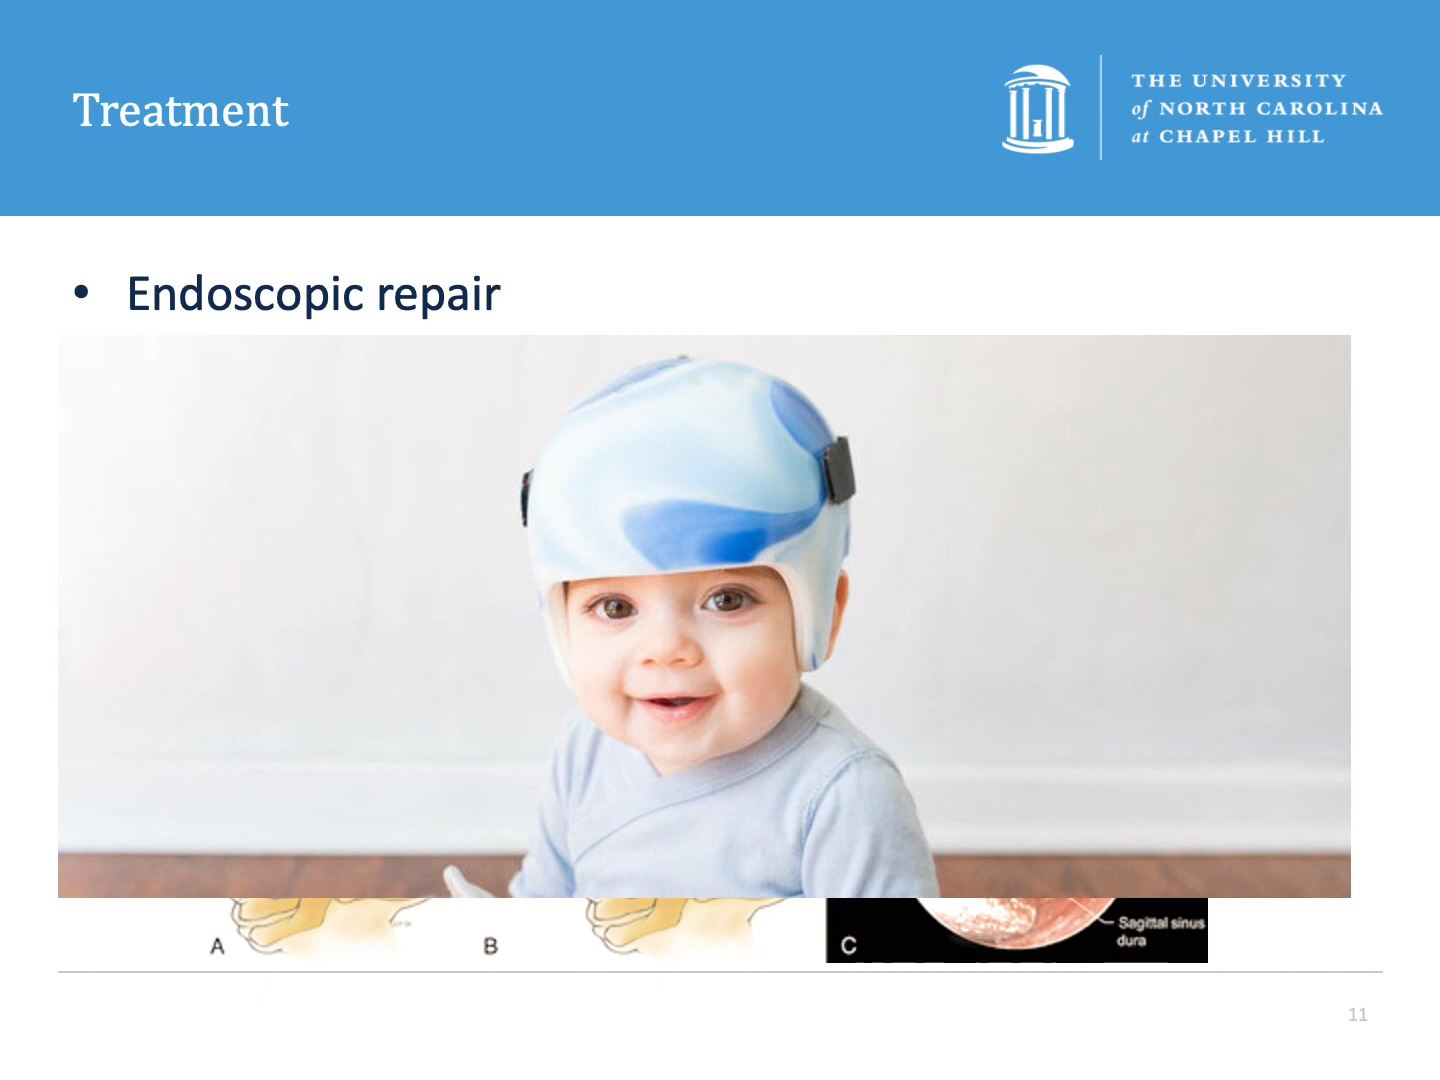 Treatment
THE UNIVERSITY
of NORTH CAROLINA
at CHAPEL HILL
• Endoscopic repair
A
B
C
Sagittal sinus
dura
11